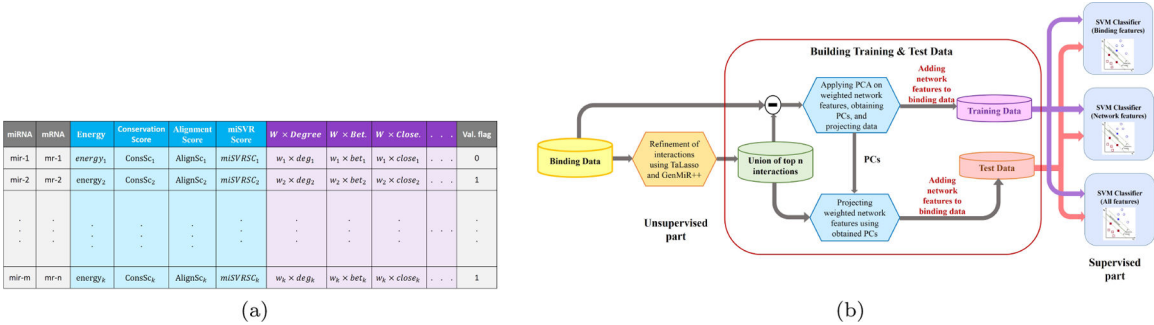 miRNA mRNA Energy Conservation Score Alignment Score miSVR Score W × Degree W × Bet. W × Close. . . . Val. flag
mir-1 mr-1 energy₁ ConsSc₁ AlignSc₁ miSVRSC₁ w₁ × deg₁ w₁ × bet₁ w₁ × close₁ 0
mir-2 mr-2 energy₂ ConsSc₂ AlignSc₂ miSVRSC₂ w₂ × deg₂ w₂ × bet₂ w₂ × close₂ 1
mir-m mr-n energyₖ ConsScₖ AlignScₖ miSVRSCₖ wₖ × degₖ wₖ × betₖ wₖ × closeₖ . . . 1
(a)
Building Training & Test Data
Binding Data
Refinement of
interactions
using TaLasso
and GenMiR++
Unsupervised
part
Union of top n
interactions
Applying PCA on
weighted network
features, obtaining
PCs, and
projecting data
PCs
Projecting
weighted network
features using
obtained PCs
Adding
network
features to
binding data
Training Data
Adding
network
features to
binding data
Test Data
SVM Classifier
(Binding features)
SVM Classifier
(Network features)
SVM Classifier
(All features)
Supervised
part
(b)